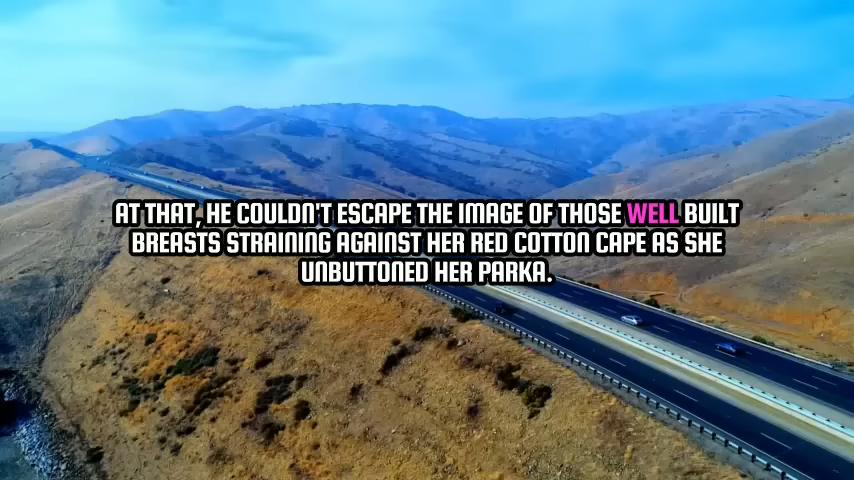 AT THAT, HE COULDN'T ESCAPE THE IMAGE OF THOSE WELL BUILT
BREASTS STRAINING AGAINST HER RED COTTON CAPE AS SHE
UNBUTTONED HER PARKA.